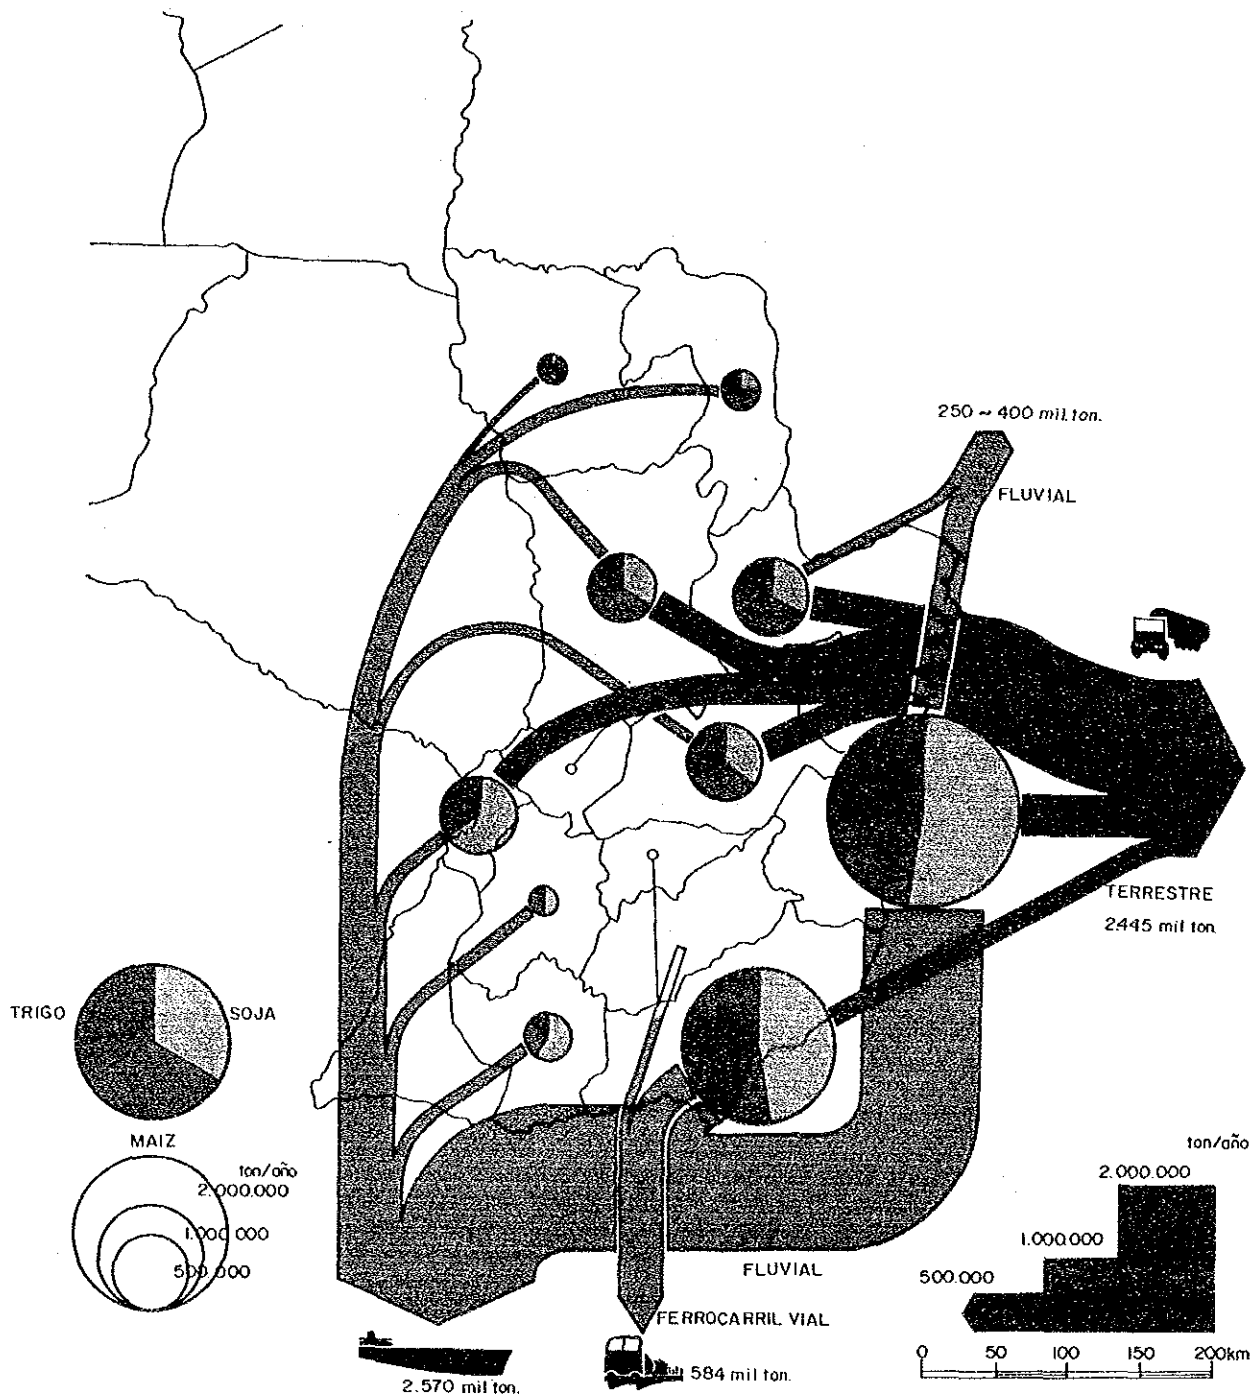 250 ~ 400 mil ton.
FLUVIAL
TERRESTRE
2.445 mil ton.
TRIGO
SOJA
MAIZ
ton/año
2.000.000
1.000.000
500.000
ton/año
2.000.000
1.000.000
500.000
FLUVIAL
FERROCARRIL VIAL
584 mil ton.
2.570 mil ton.
0 50 100 150 200km